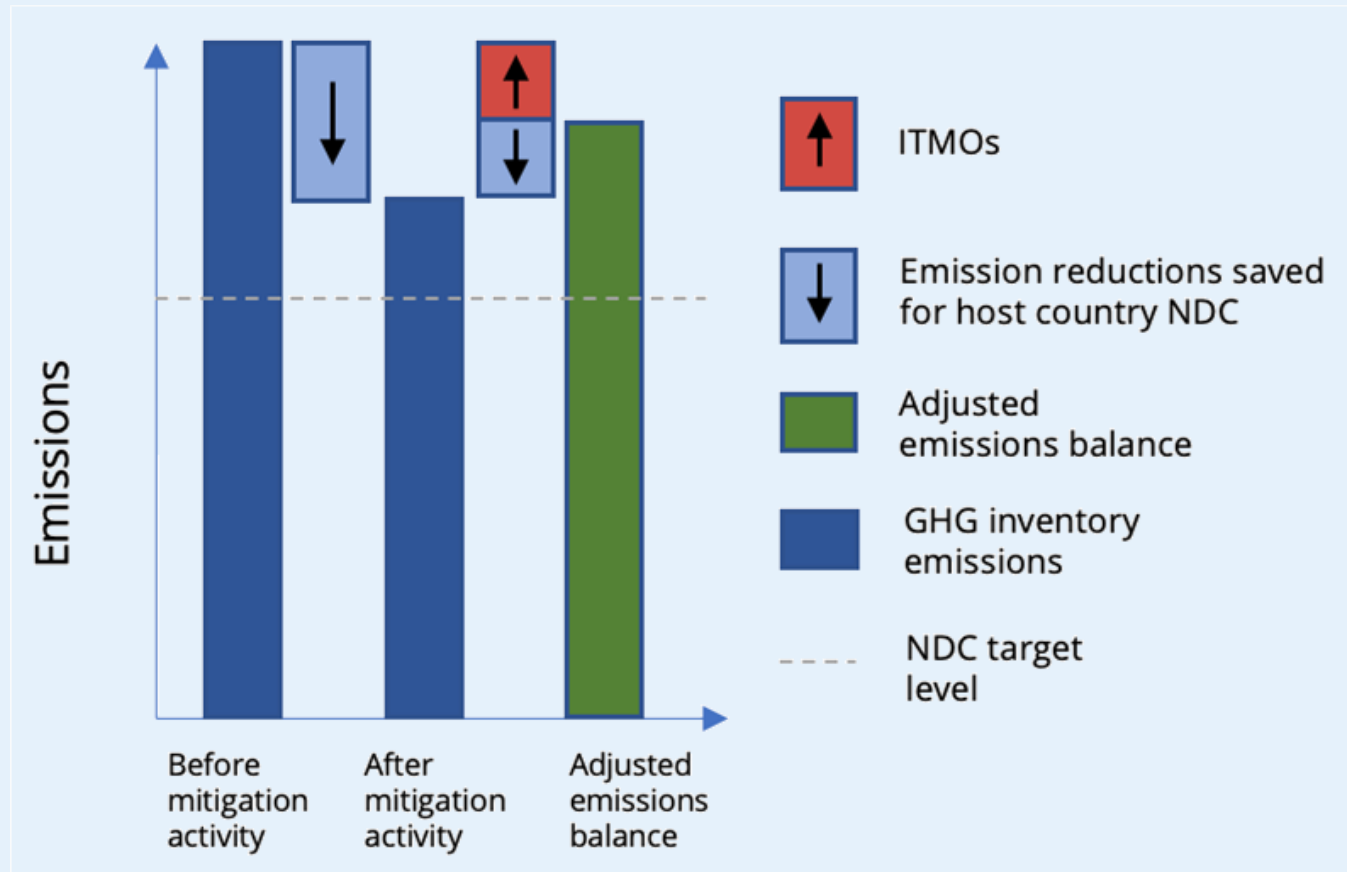 Emissions
Before
mitigation
activity
After
mitigation
activity
Adjusted
emissions
balance
ITMOs
Emission reductions saved
for host country NDC
Adjusted
emissions balance
GHG inventory
emissions
NDC target
level